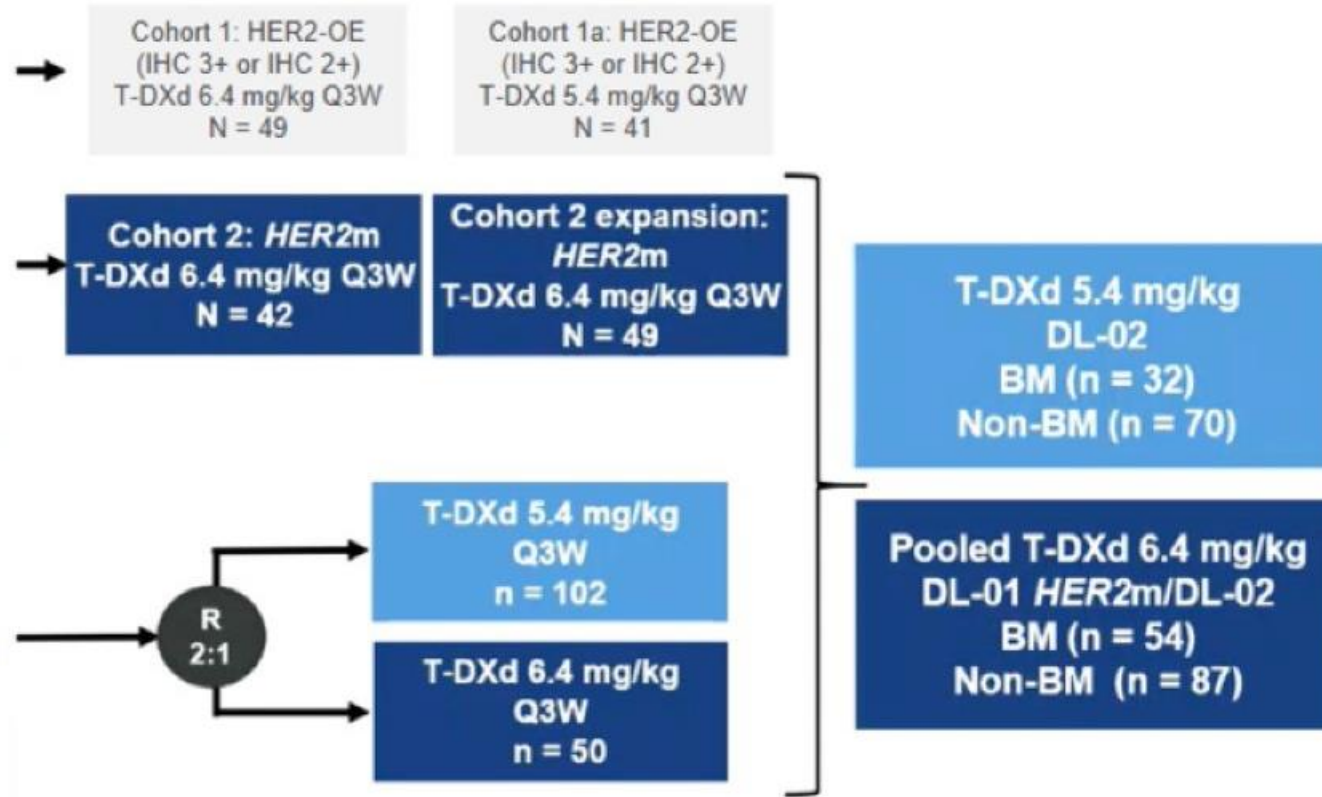 Cohort 1: HER2-OE
(IHC 3+ or IHC 2+)
T-DXd 6.4 mg/kg Q3W
N = 49
Cohort 1a: HER2-OE
(IHC 3+ or IHC 2+)
T-DXd 5.4 mg/kg Q3W
N = 41
Cohort 2: HER2m
T-DXd 6.4 mg/kg Q3W
N = 42
Cohort 2 expansion:
HER2m
T-DXd 6.4 mg/kg Q3W
N = 49
R
2:1
T-DXd 5.4 mg/kg
Q3W
n = 102
T-DXd 6.4 mg/kg
Q3W
n = 50
T-DXd 5.4 mg/kg
DL-02
BM (n = 32)
Non-BM (n = 70)
Pooled T-DXd 6.4 mg/kg
DL-01 HER2m/DL-02
BM (n = 54)
Non-BM (n = 87)